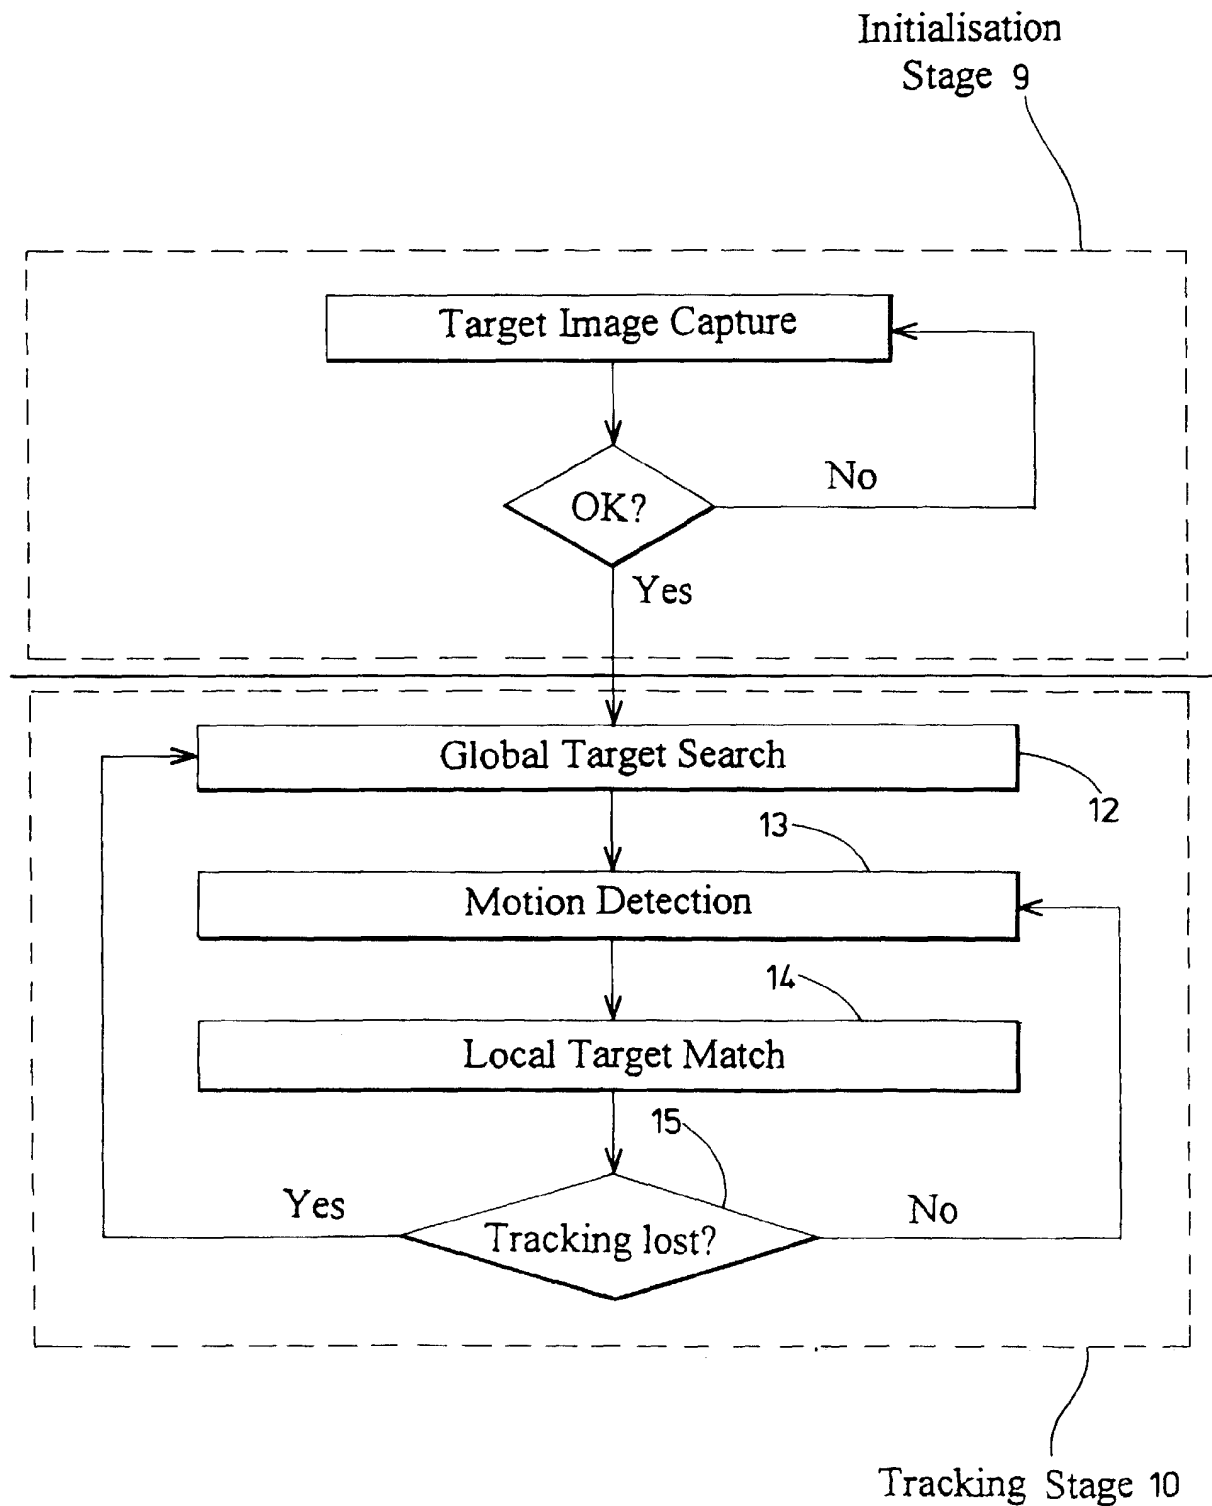 Initialisation
Stage 9
Target Image Capture
No
OK?
Yes
Global Target Search
12
13
Motion Detection
14
Local Target Match
15
Yes
No
Tracking lost?
Tracking Stage 10